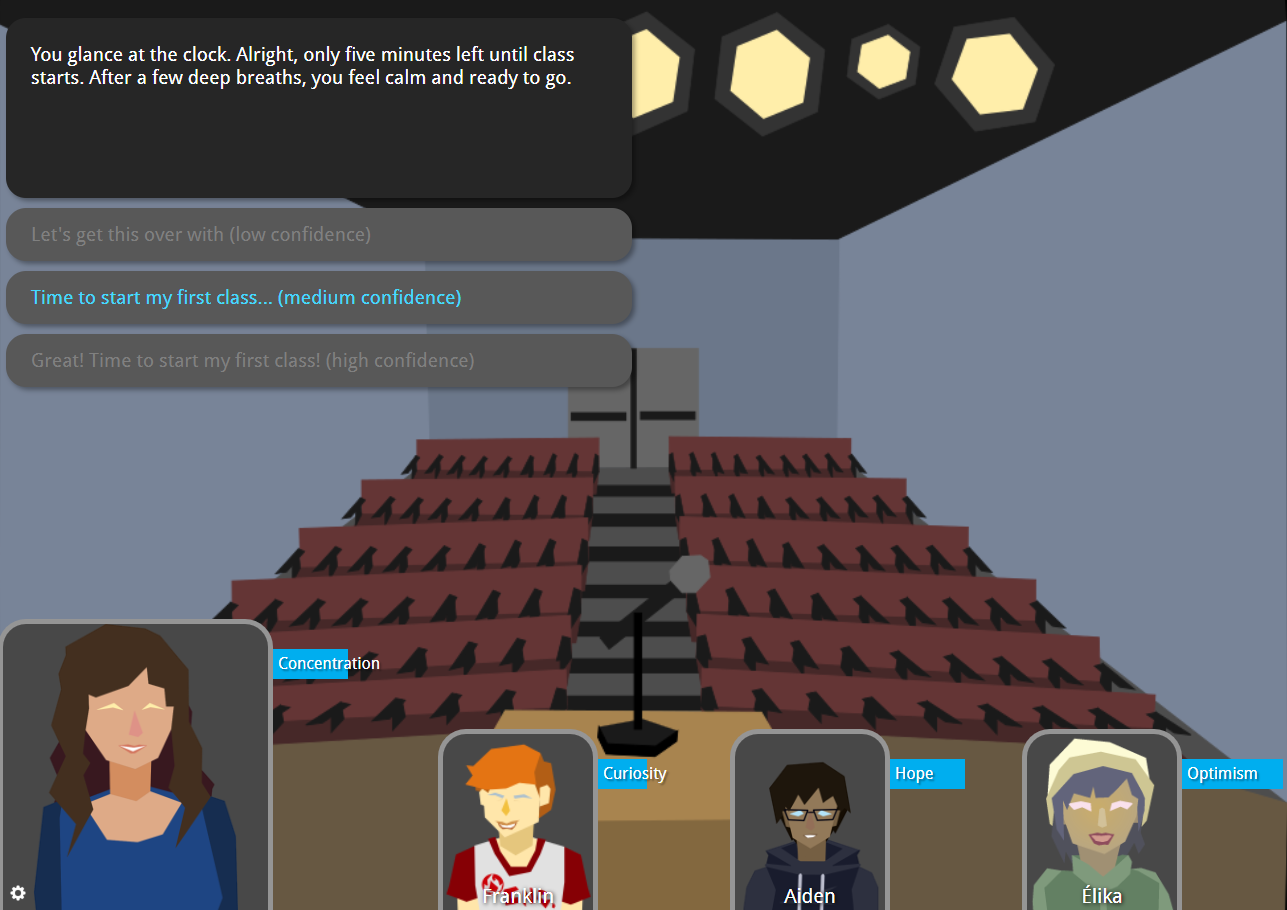 You glance at the clock. Alright, only five minutes left until class
starts. After a few deep breaths, you feel calm and ready to go.
Let's get this over with (low confidence)
Time to start my first class... (medium confidence)
Great! Time to start my first class! (high confidence)
Concentration
Curiosity
Hope
Optimism
Franklin
Aiden
Élika